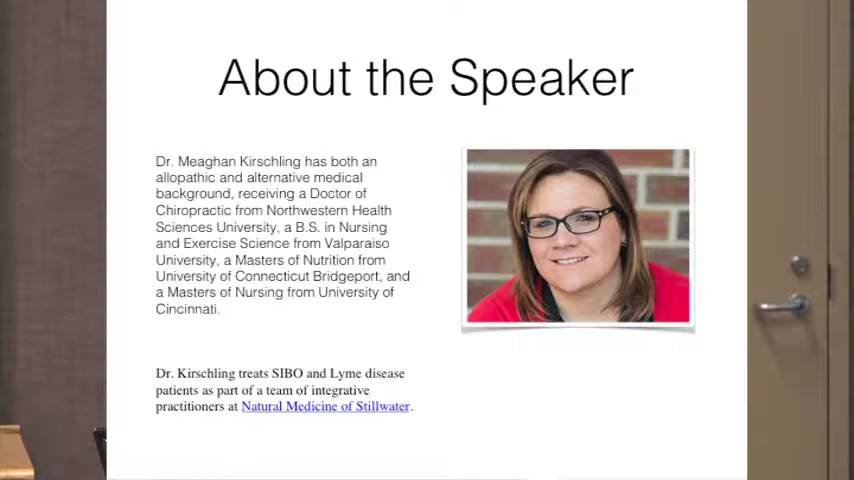 About the Speaker
Dr. Meaghan Kirschling has both an
allopathic and alternative medical
background, receiving a Doctor of
Chiropractic from Northwestern Health
Sciences University, a B.S. in Nursing
and Exercise Science from Valparaiso
University, a Masters of Nutrition from
University of Connecticut Bridgeport, and
a Masters of Nursing from University of
Cincinnati.
Dr. Kirschling treats SIBO and Lyme disease
patients as part of a team of integrative
practitioners at Natural Medicine of Stillwater.